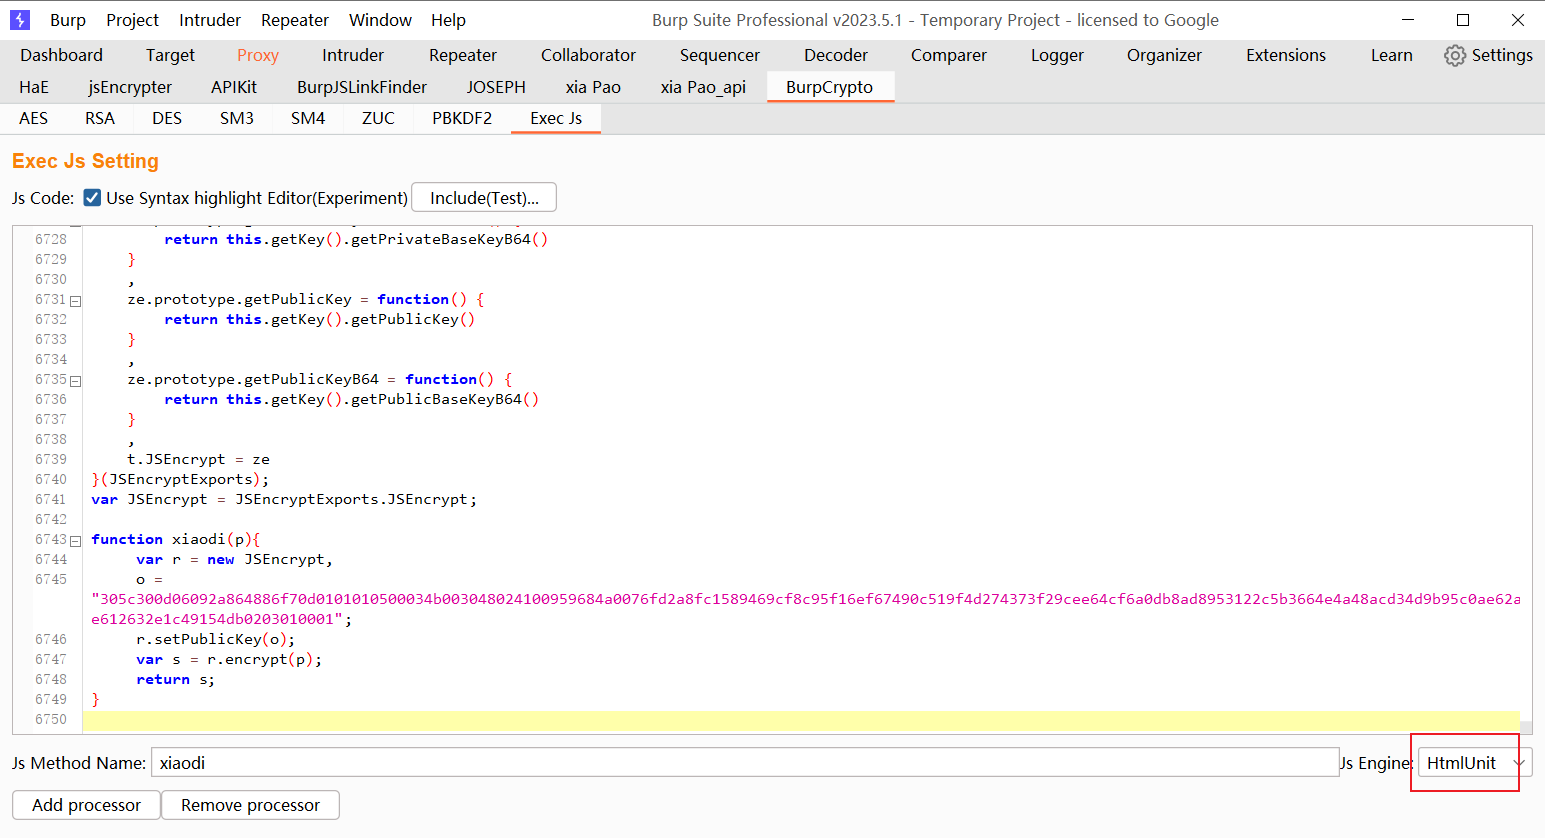 Burp Project Intruder Repeater Window Help Burp Suite Professional v2023.5.1 - Temporary Project - licensed to Google
Dashboard Target Proxy Intruder Repeater Collaborator Sequencer Decoder Comparer Logger Organizer Extensions Learn Settings
HaE jsEncrypter APIKit BurpJSLinkFinder JOSEPH xia Pao xia Pao_api BurpCrypto
AES RSA DES SM3 SM4 ZUC PBKDF2 Exec Js
Exec Js Setting
Js Code: Use Syntax highlight Editor(Experiment) Include(Test)...
6728 return this.getKey().getPrivateBaseKeyB64()
6729 }
6730 ,
6731 ze.prototype.getPublicKey = function() {
6732 return this.getKey().getPublicKey()
6733 }
6734 ,
6735 ze.prototype.getPublicKeyB64 = function() {
6736 return this.getKey().getPublicBaseKeyB64()
6737 }
6738 ,
6739 t.JSEncrypt = ze
6740 }(JSEncryptExports);
6741 var JSEncrypt = JSEncryptExports.JSEncrypt;
6742
6743 function xiaodi(p){
6744 var r = new JSEncrypt,
6745 o =
"305c300d06092a864886f70d0101010500034b003048024100959684a0076fd2a8fc1589469cf8c95f16ef67490c519f4d274373f29cee64cf6a0db8ad8953122c5b3664e4a48acd34d9b95c0ae62a
e612632e1c49154db0203010001";
6746 r.setPublicKey(o);
6747 var s = r.encrypt(p);
6748 return s;
6749 }
6750
Js Method Name: xiaodi Js Engine: HtmlUnit
Add processor Remove processor